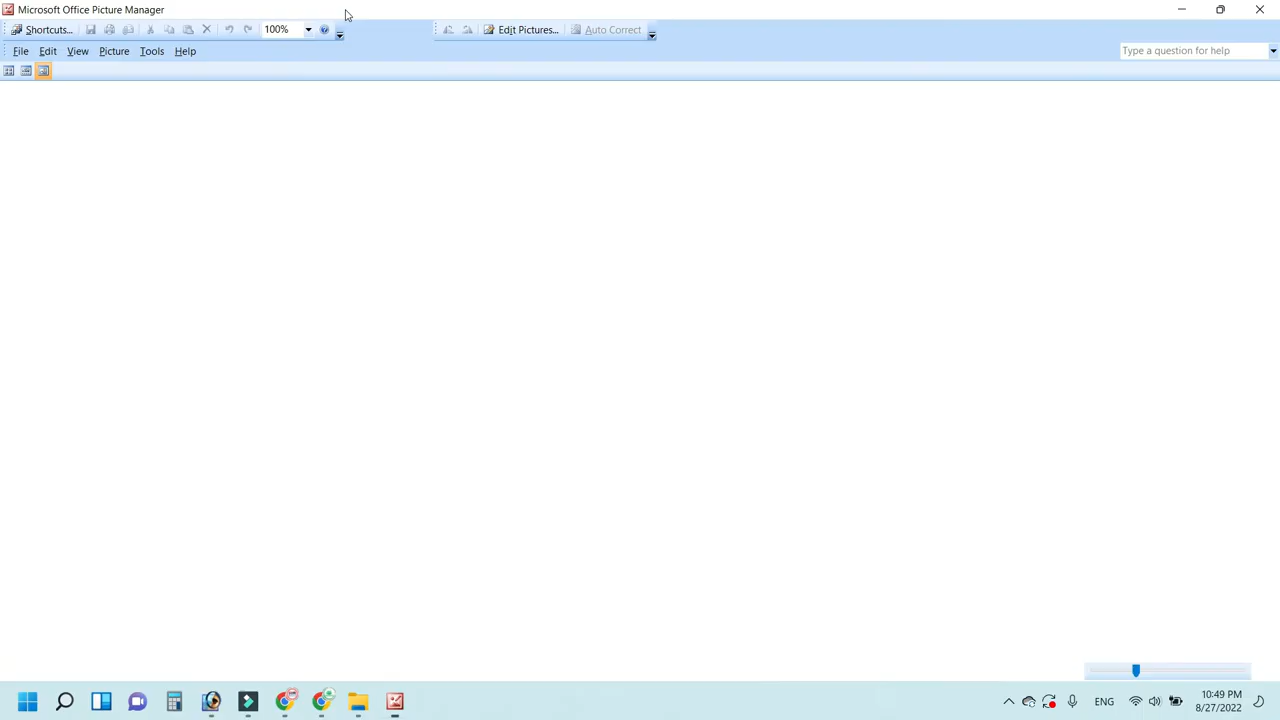 Microsoft Office Picture Manager
Shortcuts... 100% Edit Pictures... Auto Correct
File Edit View Picture Tools Help Type a question for help
ENG 10:49 PM
8/27/2022